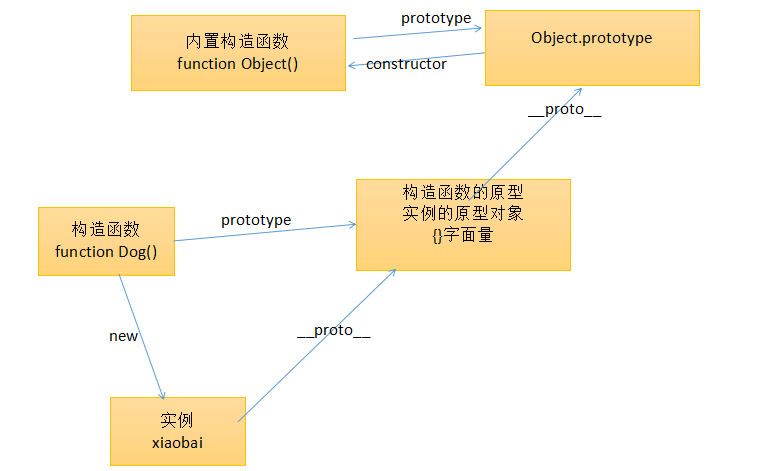 内置构造函数
function Object()
prototype
constructor
Object.prototype
__proto__
构造函数的原型
实例的原型对象
{}字面量
构造函数
function Dog()
prototype
new
__proto__
实例
xiaobai